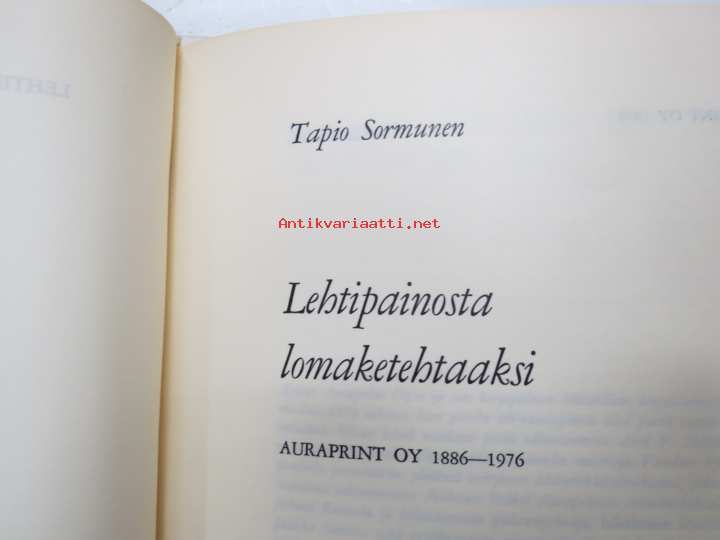 Tapio Sormunen
Antikvariaatti.net
Lehtipainosta
lomaketehtaaksi
AURAPRINT OY 1886—1976